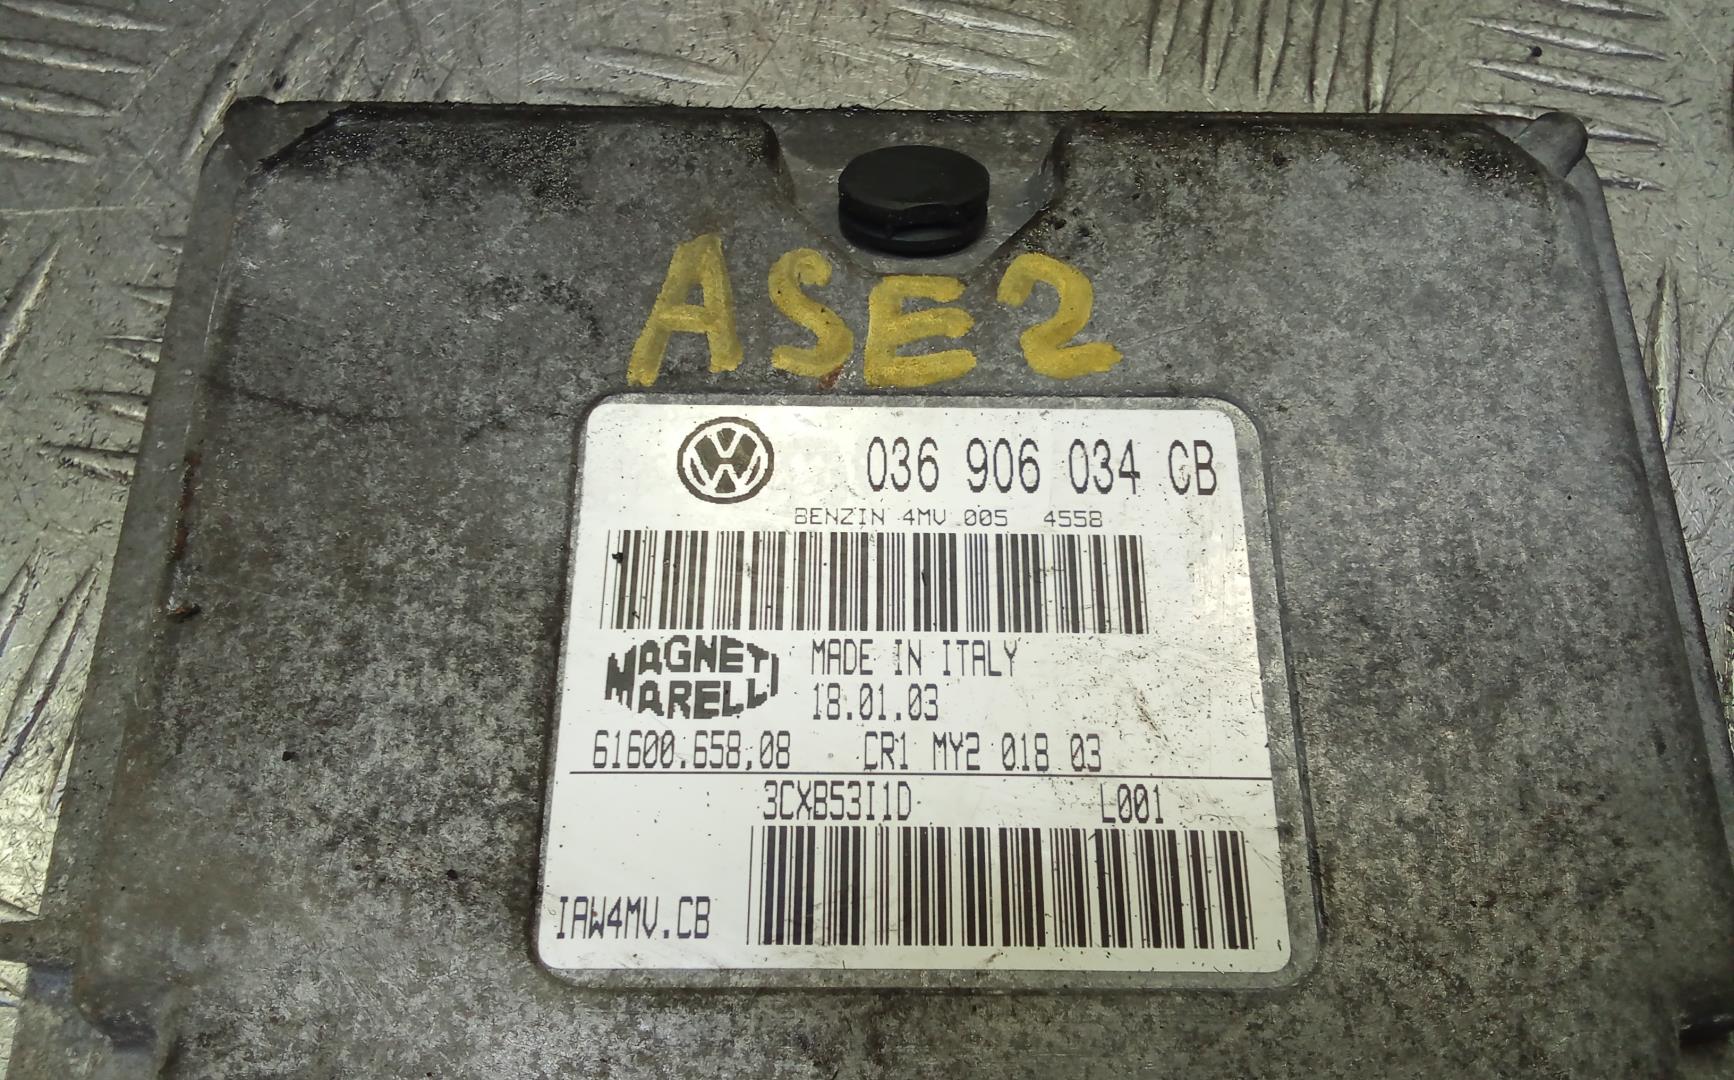 ASE2
036 906 034 CB
BENZIN 4MV 005 4558
MAGNETI MARELLI
MADE IN ITALY
18.01.03
61600.658.08 CR1 MY2 018 03
3CXB53I1D L001
IAW4MV.CB